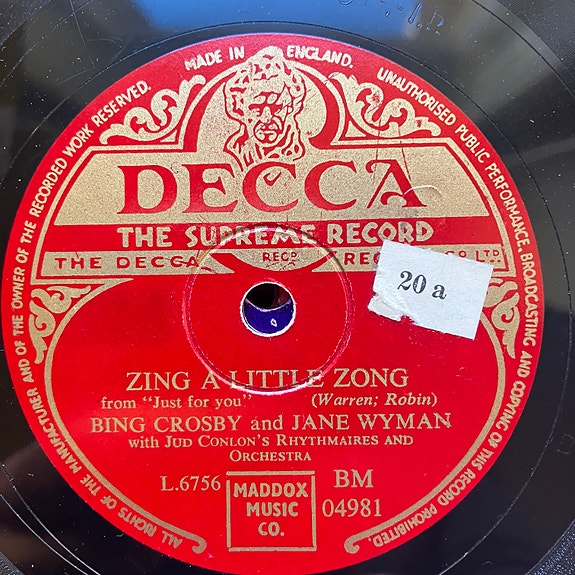 MADE IN ENGLAND.
UNAUTHORISED PUBLIC PERFORMANCE, BROADCASTING AND COPYING OF THIS RECORD PROHIBITED.
ALL RIGHTS OF THE MANUFACTURER AND OF THE OWNER OF THE RECORDED WORK RESERVED.
DECCA
THE SUPREME RECORD
THE DECCA RECD CO LTD.
20 a
ZING A LITTLE ZONG
from "Just for you" (Warren; Robin)
BING CROSBY and JANE WYMAN
with JUD CONLON'S RHYTHMAIRES AND
ORCHESTRA
L.6756 BM
04981
MADDOX
MUSIC
CO.